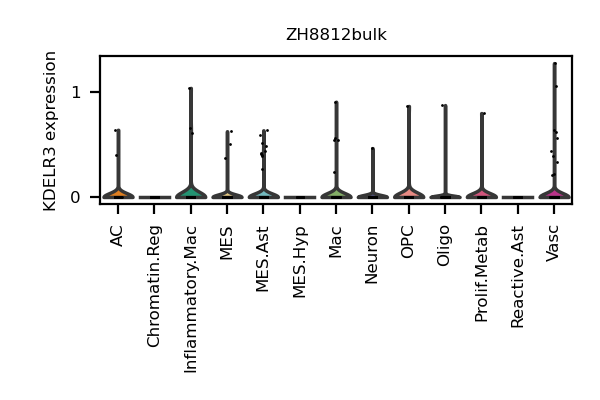 ZH8812bulk
KDELR3 expression
1
0
AC
Chromatin.Reg
Inflammatory.Mac
MES
MES.Ast
MES.Hyp
Mac
Neuron
OPC
Oligo
Prolif.Metab
Reactive.Ast
Vasc